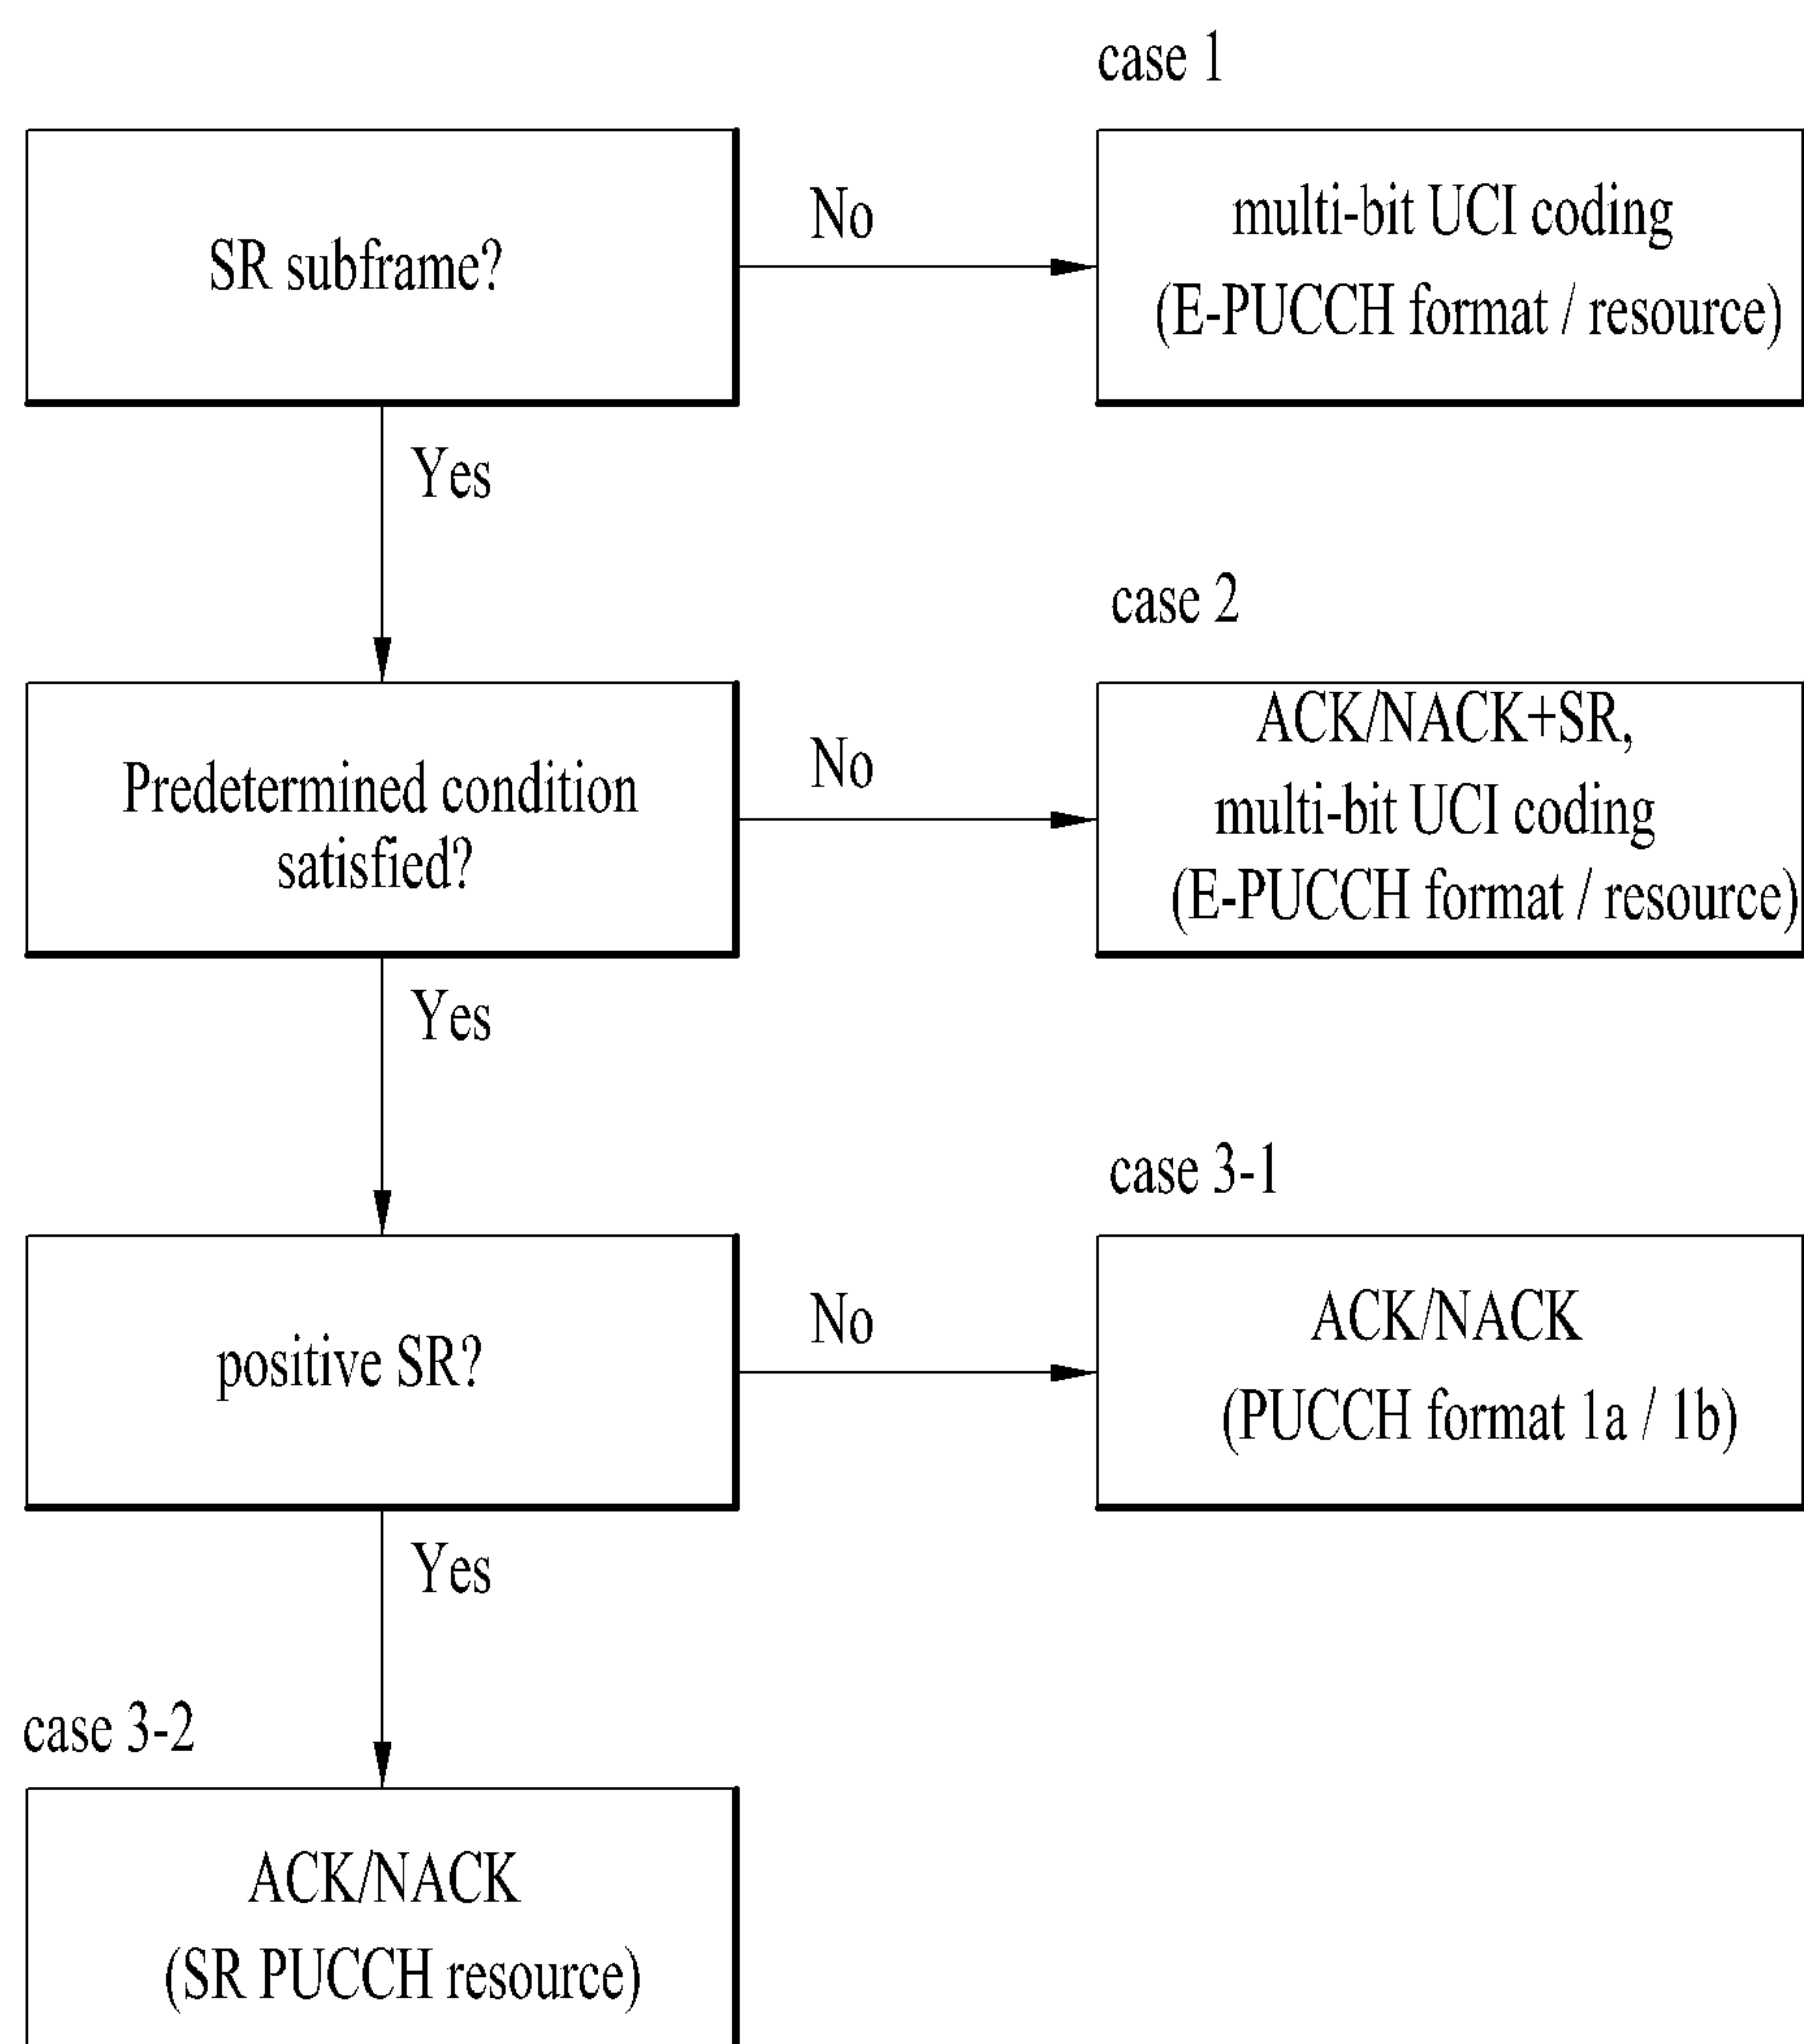 case 1
SR subframe?
No
multi-bit UCI coding
(E-PUCCH format / resource)
Yes
case 2
Predetermined condition
satisfied?
No
ACK/NACK+SR,
multi-bit UCI coding
(E-PUCCH format / resource)
Yes
case 3-1
positive SR?
No
ACK/NACK
(PUCCH format 1a / 1b)
Yes
case 3-2
ACK/NACK
(SR PUCCH resource)